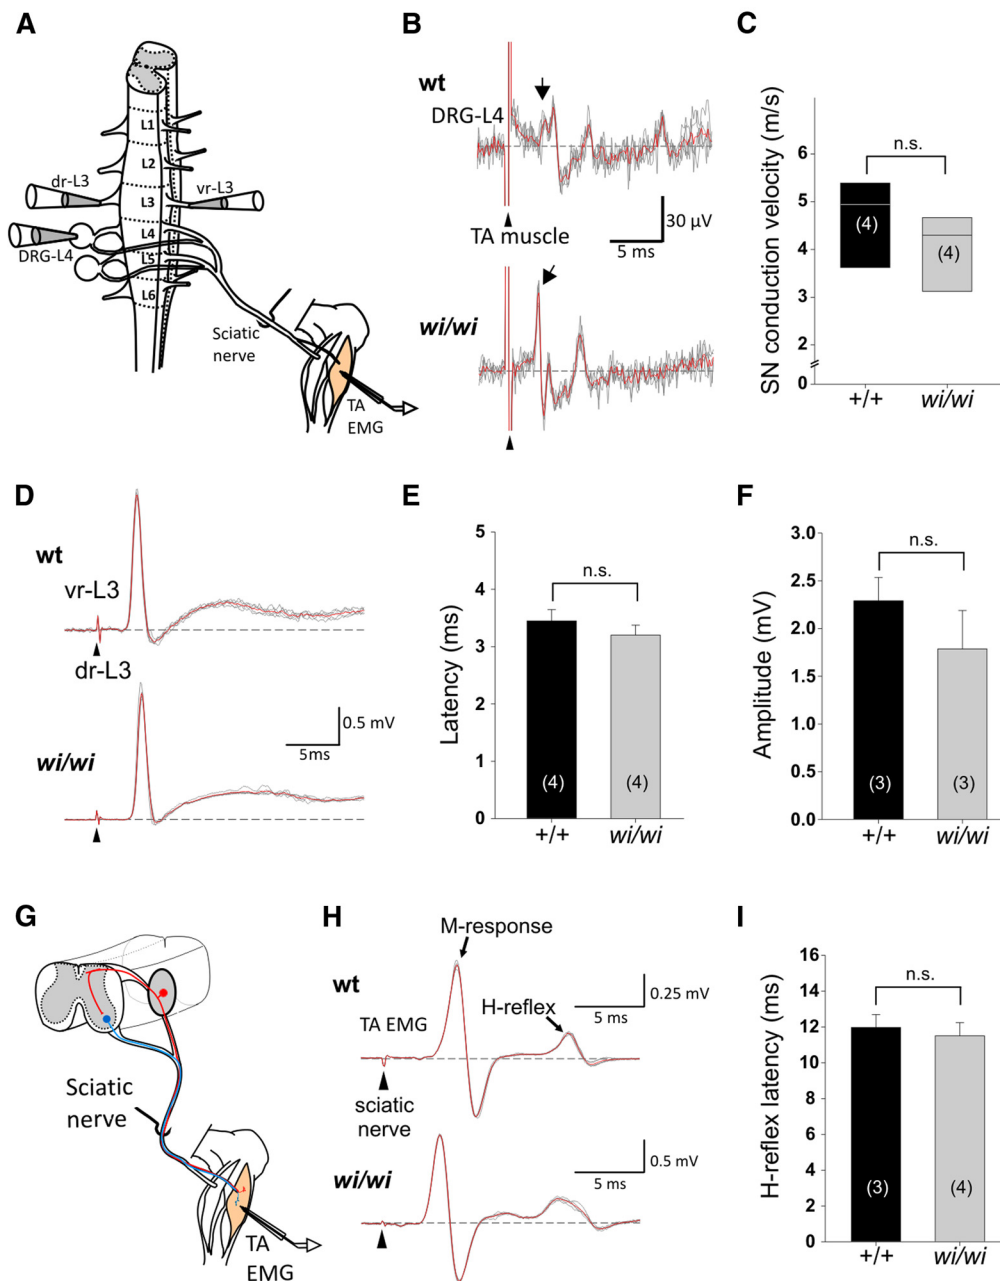 A
L1
L2
dr-L3
vr-L3
L3
L4
DRG-L4
L5
L6
Sciatic
nerve
TA
EMG
B
wt
DRG-L4
TA muscle
30 µV
5 ms
wi/wi
C
SN conduction velocity (m/s)
6
5
4
3
2
0
n.s.
(4)
(4)
+/+
wi/wi
D
wt
vr-L3
dr-L3
0.5 mV
5ms
wi/wi
E
Latency (ms)
5
4
3
2
1
0
n.s.
(4)
(4)
+/+
wi/wi
F
Amplitude (mV)
3.0
2.5
2.0
1.5
1.0
0.5
0.0
n.s.
(3)
(3)
+/+
wi/wi
G
Sciatic
nerve
TA
EMG
H
M-response
wt
0.25 mV
5 ms
H-reflex
TA EMG
sciatic
nerve
wi/wi
0.5 mV
5 ms
I
H-reflex latency (ms)
16
14
12
10
8
6
4
2
0
n.s.
(3)
(4)
+/+
wi/wi